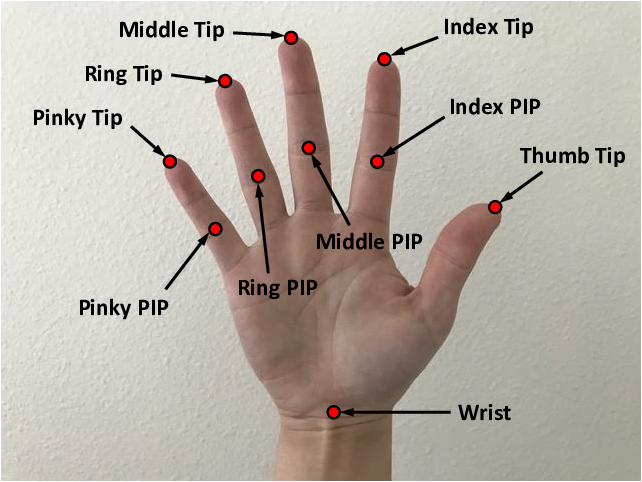 Middle Tip
Index Tip
Ring Tip
Index PIP
Pinky Tip
Thumb Tip
Middle PIP
Ring PIP
Pinky PIP
Wrist